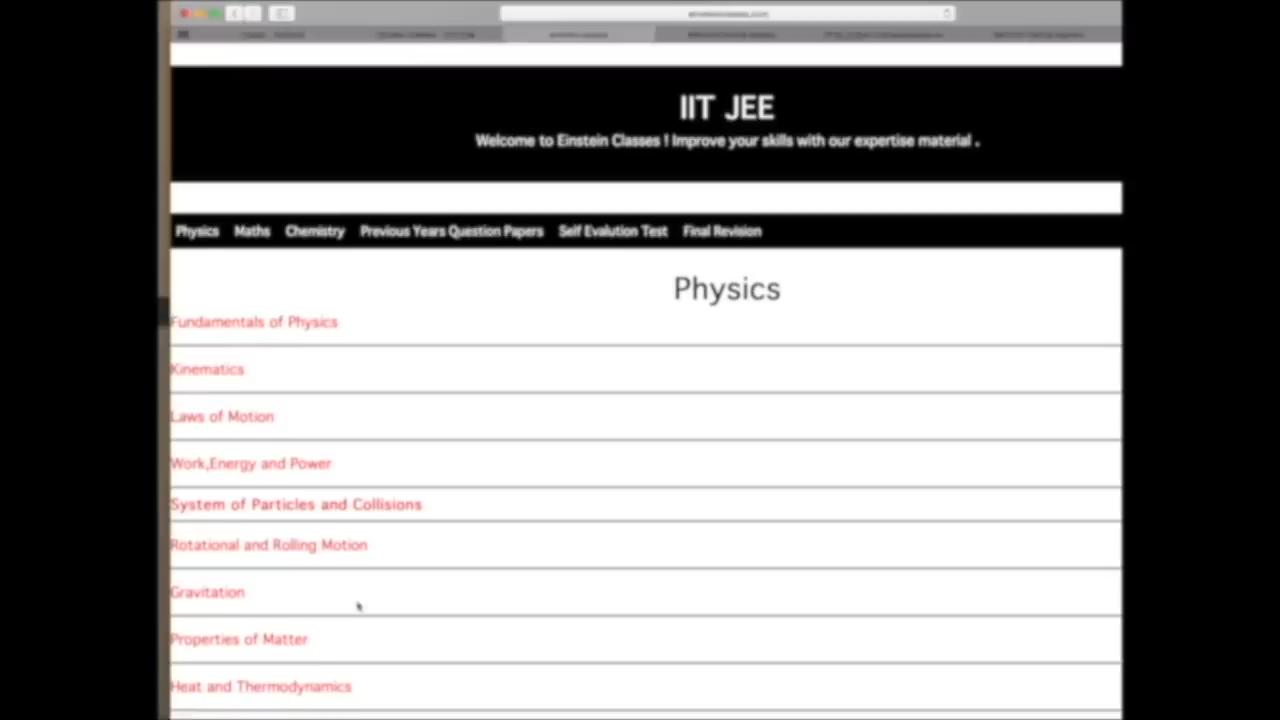 IIT JEE
Welcome to Einstein Classes ! Improve your skills with our expertise material .
Physics Maths Chemistry Previous Years Question Papers Self Evalution Test Final Revision
Physics
Fundamentals of Physics
Kinematics
Laws of Motion
Work,Energy and Power
System of Particles and Collisions
Rotational and Rolling Motion
Gravitation
Properties of Matter
Heat and Thermodynamics